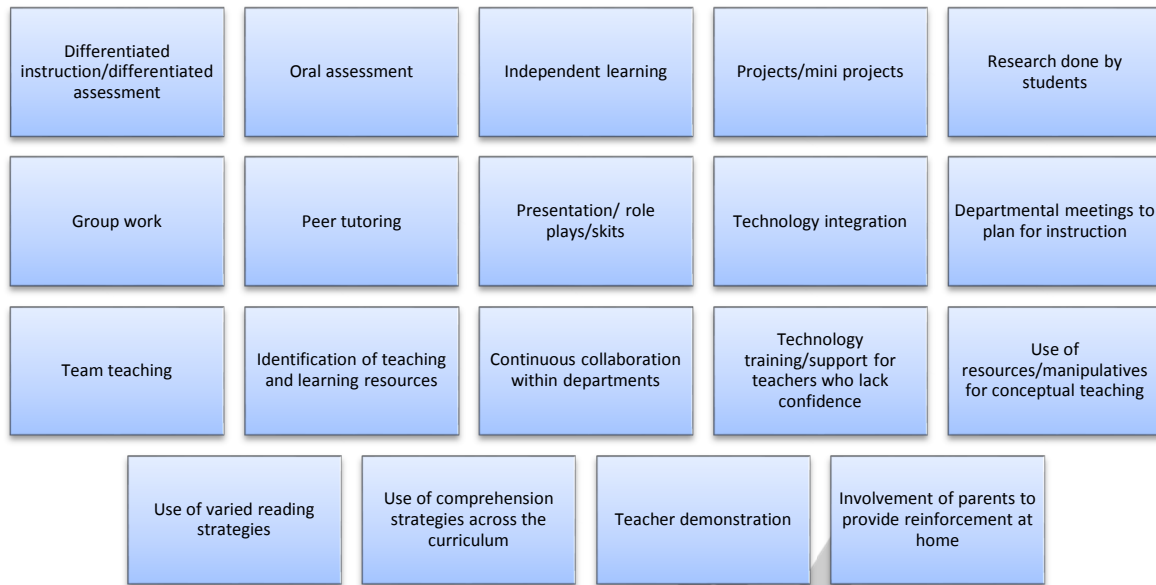 Differentiated
instruction/differentiated
assessment
Oral assessment
Independent learning
Projects/mini projects
Research done by
students
Group work
Peer tutoring
Presentation/ role
plays/skits
Technology integration
Departmental meetings to
plan for instruction
Team teaching
Identification of teaching
and learning resources
Continuous collaboration
within departments
Technology
training/support for
teachers who lack
confidence
Use of
resources/manipulatives
for conceptual teaching
Use of varied reading
strategies
Use of comprehension
strategies across the
curriculum
Teacher demonstration
Involvement of parents to
provide reinforcement at
home